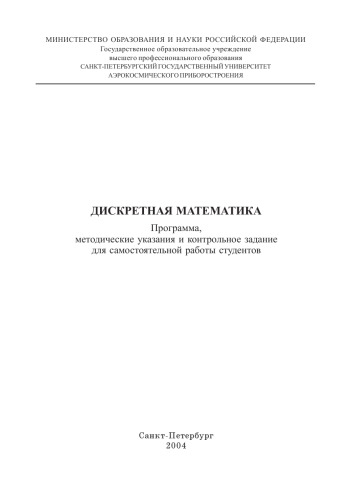 МИНИСТЕРСТВО ОБРАЗОВАНИЯ И НАУКИ РОССИЙСКОЙ ФЕДЕРАЦИИ
Государственное образовательное учреждение
высшего профессионального образования
САНКТ-ПЕТЕРБУРГСКИЙ ГОСУДАРСТВЕННЫЙ УНИВЕРСИТЕТ
АЭРОКОСМИЧЕСКОГО ПРИБОРОСТРОЕНИЯ
ДИСКРЕТНАЯ МАТЕМАТИКА
Программа,
методические указания и контрольное задание
для самостоятельной работы студентов
Санкт-Петербург
2004